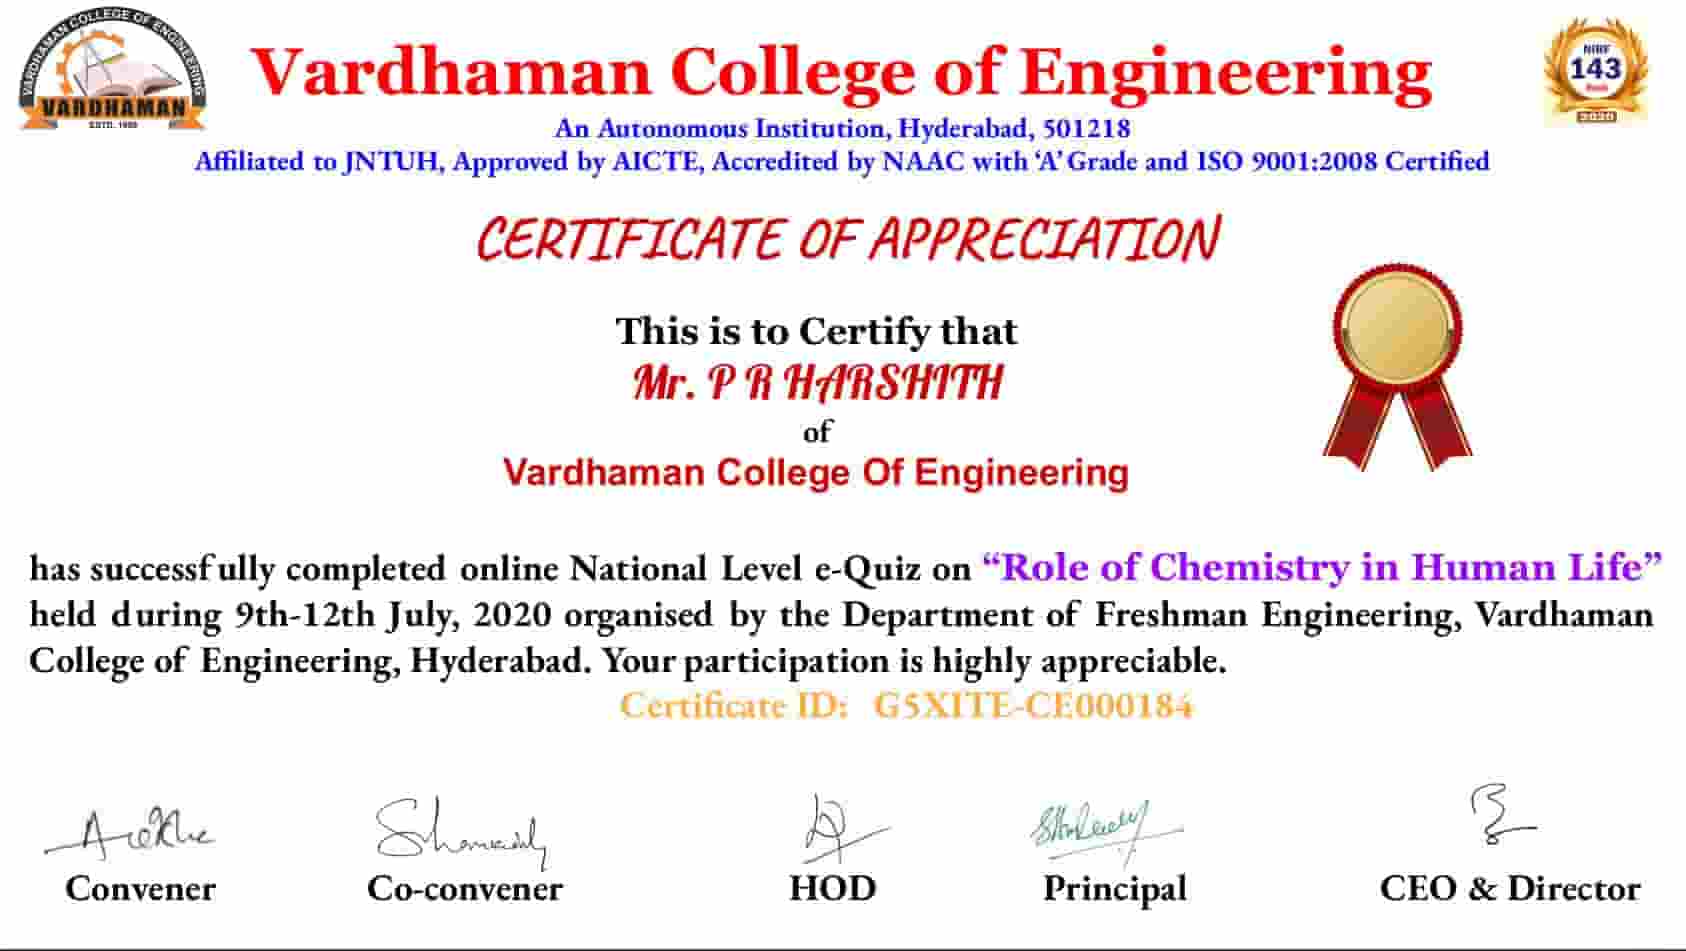 VARDHAMAN COLLEGE OF ENGINEERING
VARDHAMAN
ESTD. 1999
Vardhaman College of Engineering
NIRF
143
Rank
2020
An Autonomous Institution, Hyderabad, 501218
Affiliated to JNTUH, Approved by AICTE, Accredited by NAAC with ‘A’ Grade and ISO 9001:2008 Certified
CERTIFICATE OF APPRECIATION
This is to Certify that
Mr. P R HARSHITH
of
Vardhaman College Of Engineering
has successfully completed online National Level e-Quiz on “Role of Chemistry in Human Life”
held during 9th-12th July, 2020 organised by the Department of Freshman Engineering, Vardhaman
College of Engineering, Hyderabad. Your participation is highly appreciable.
Certificate ID: G5XITE-CE000184
Convener
Co-convener
HOD
Principal
CEO & Director